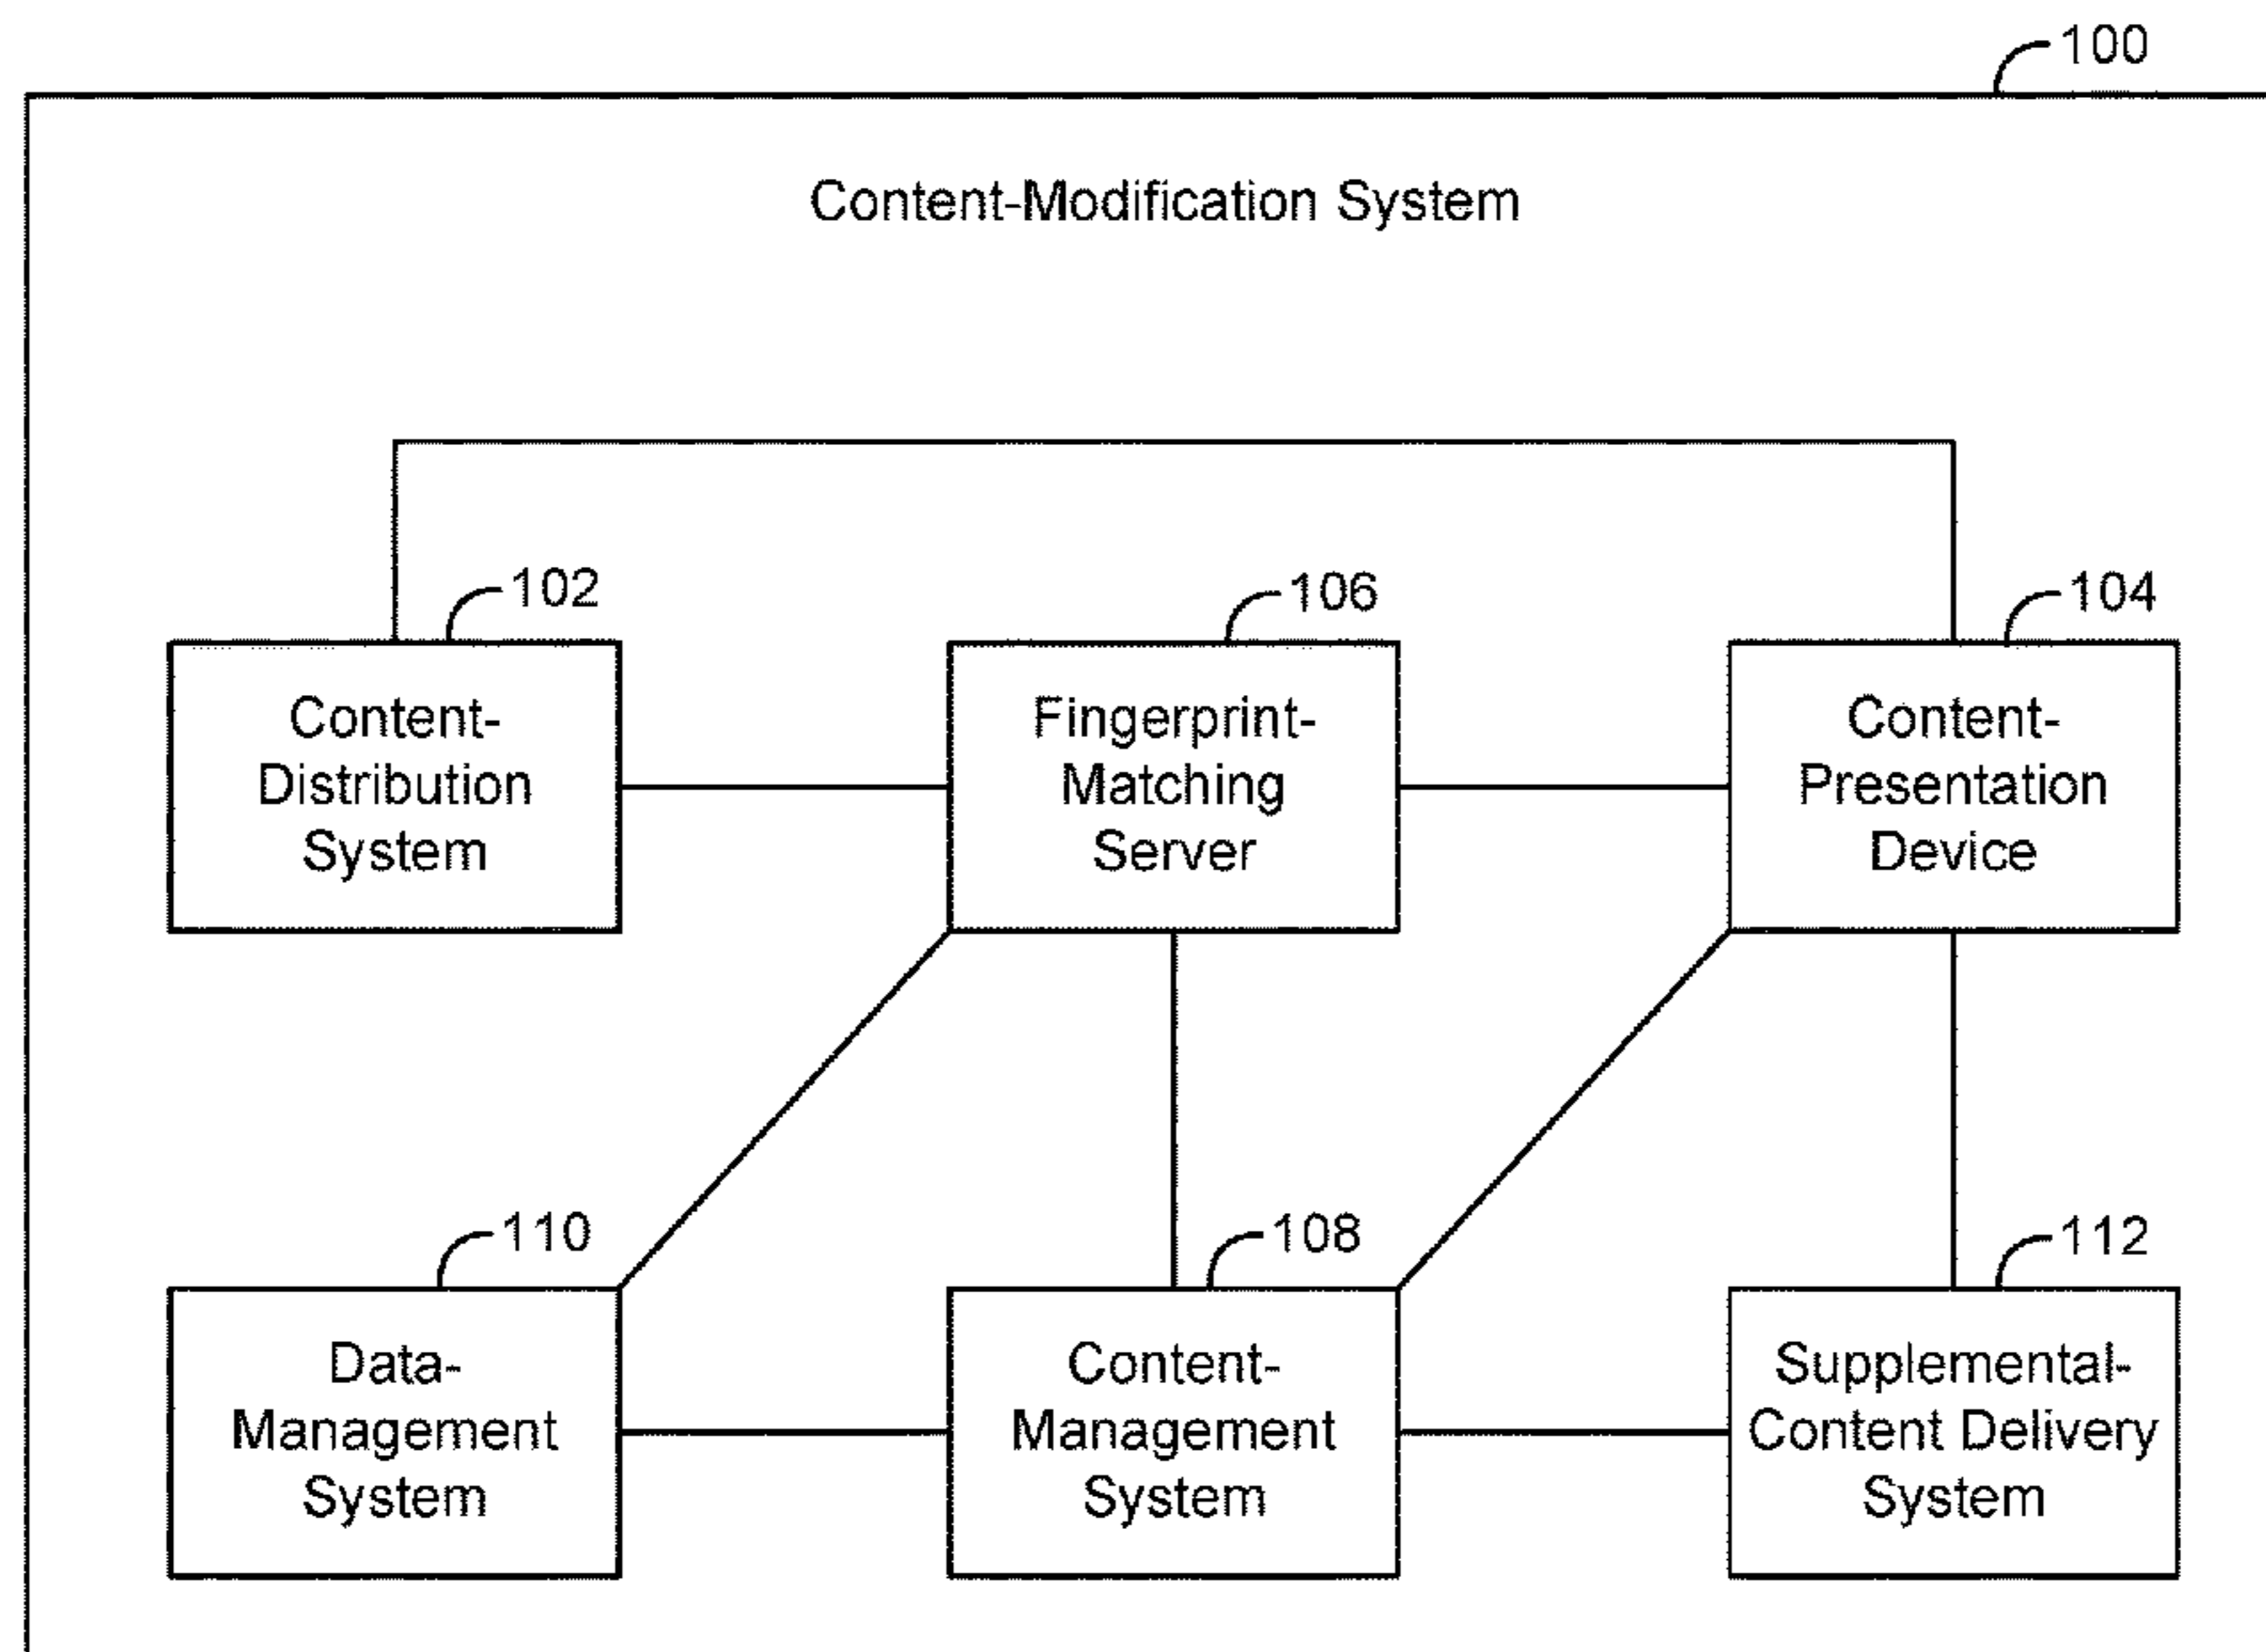 100
Content-Modification System
102
106
104
Content-
Distribution
System
Fingerprint-
Matching
Server
Content-
Presentation
Device
110
108
112
Data-
Management
System
Content-
Management
System
Supplemental-
Content Delivery
System